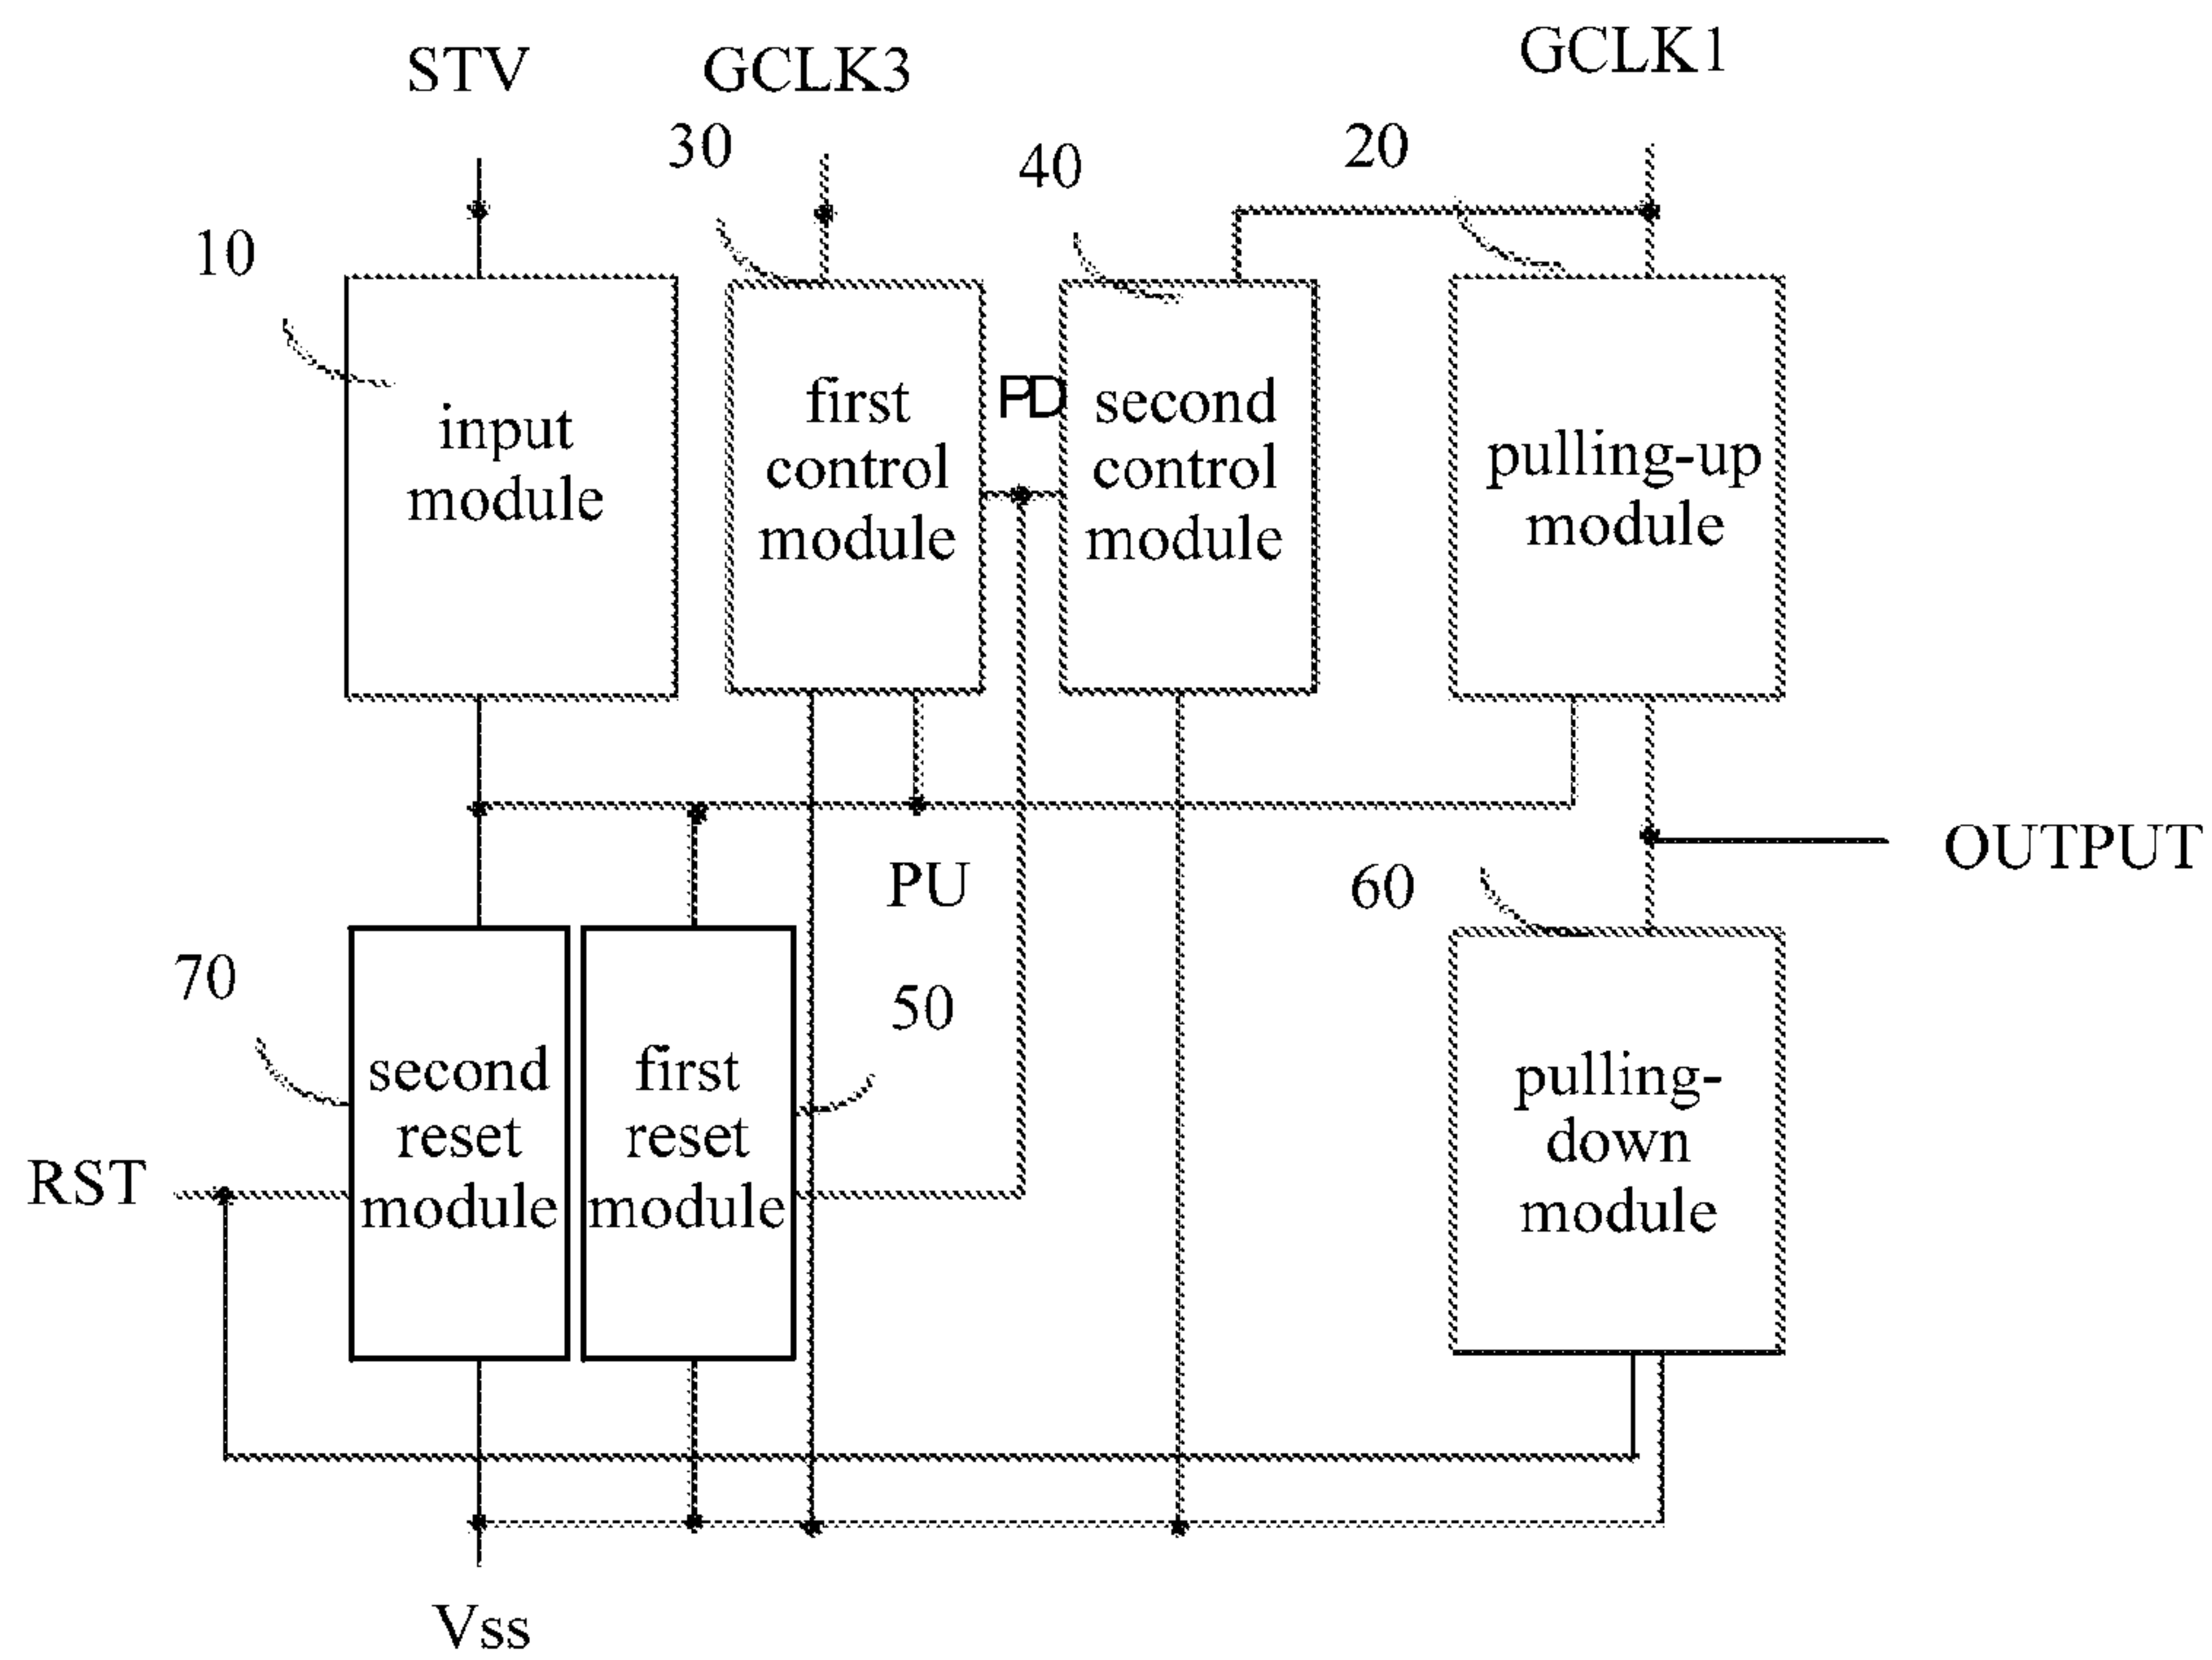 STV
GCLK3
GCLK1
30
40
20
10
input
module
first
control
module
PD
second
control
module
pulling-up
module
OUTPUT
PU
60
70
50
second
reset
module
first
reset
module
pulling-
down
module
RST
Vss